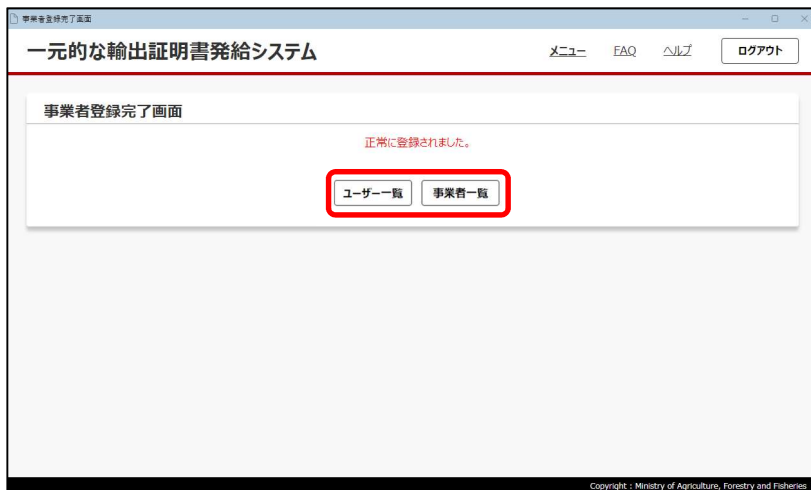 事業者登録完了画面
一元的な輸出証明書発給システム
メニュー FAQ ヘルプ ログアウト
事業者登録完了画面
正常に登録されました。
ユーザー一覧 事業者一覧
Copyright : Ministry of Agriculture, Forestry and Fisheries